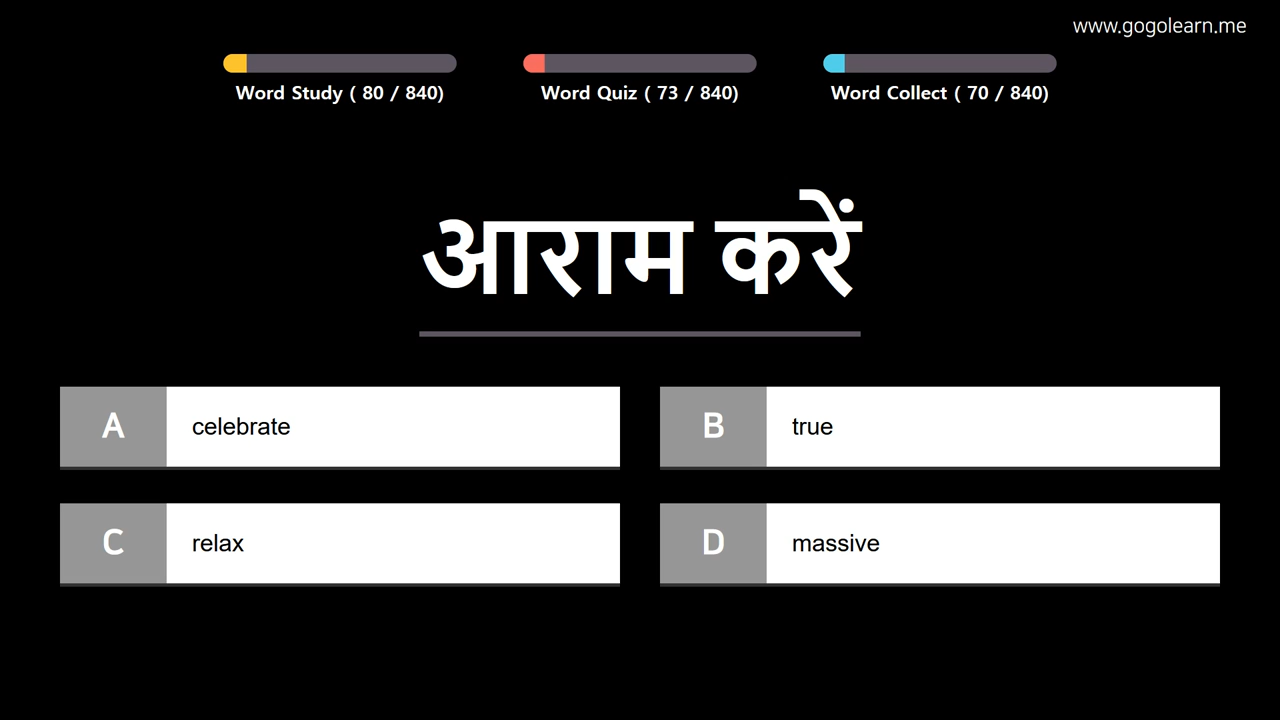 www.gogolearn.me
Word Study ( 80 / 840)
Word Quiz ( 73 / 840)
Word Collect ( 70 / 840)
आराम करें
A
celebrate
B
true
C
relax
D
massive